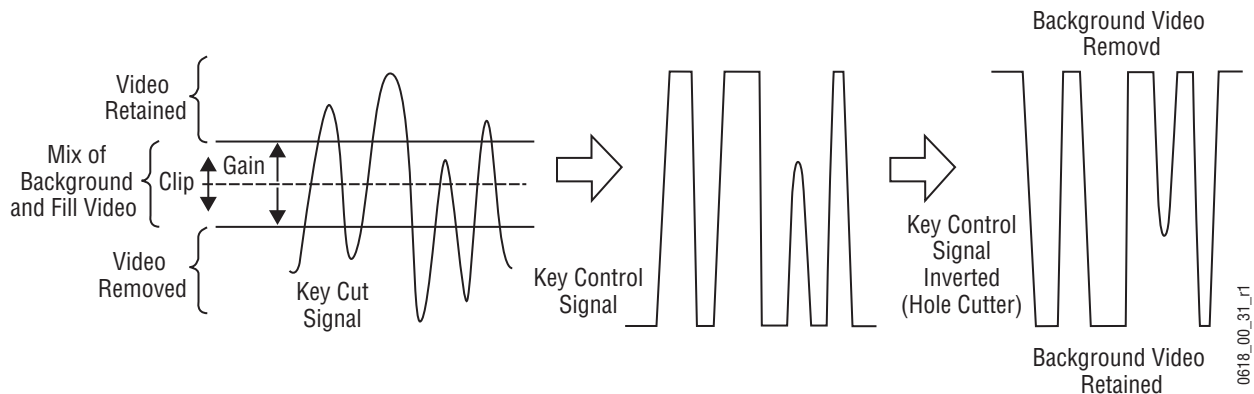 Video
Retained
Mix of
Background
and Fill Video
Clip
Gain
Video
Removed
Key Cut
Signal
Key Control
Signal
Key Control
Signal
Inverted
(Hole Cutter)
Background Video
Removd
Background Video
Retained
0618_00_31_r1